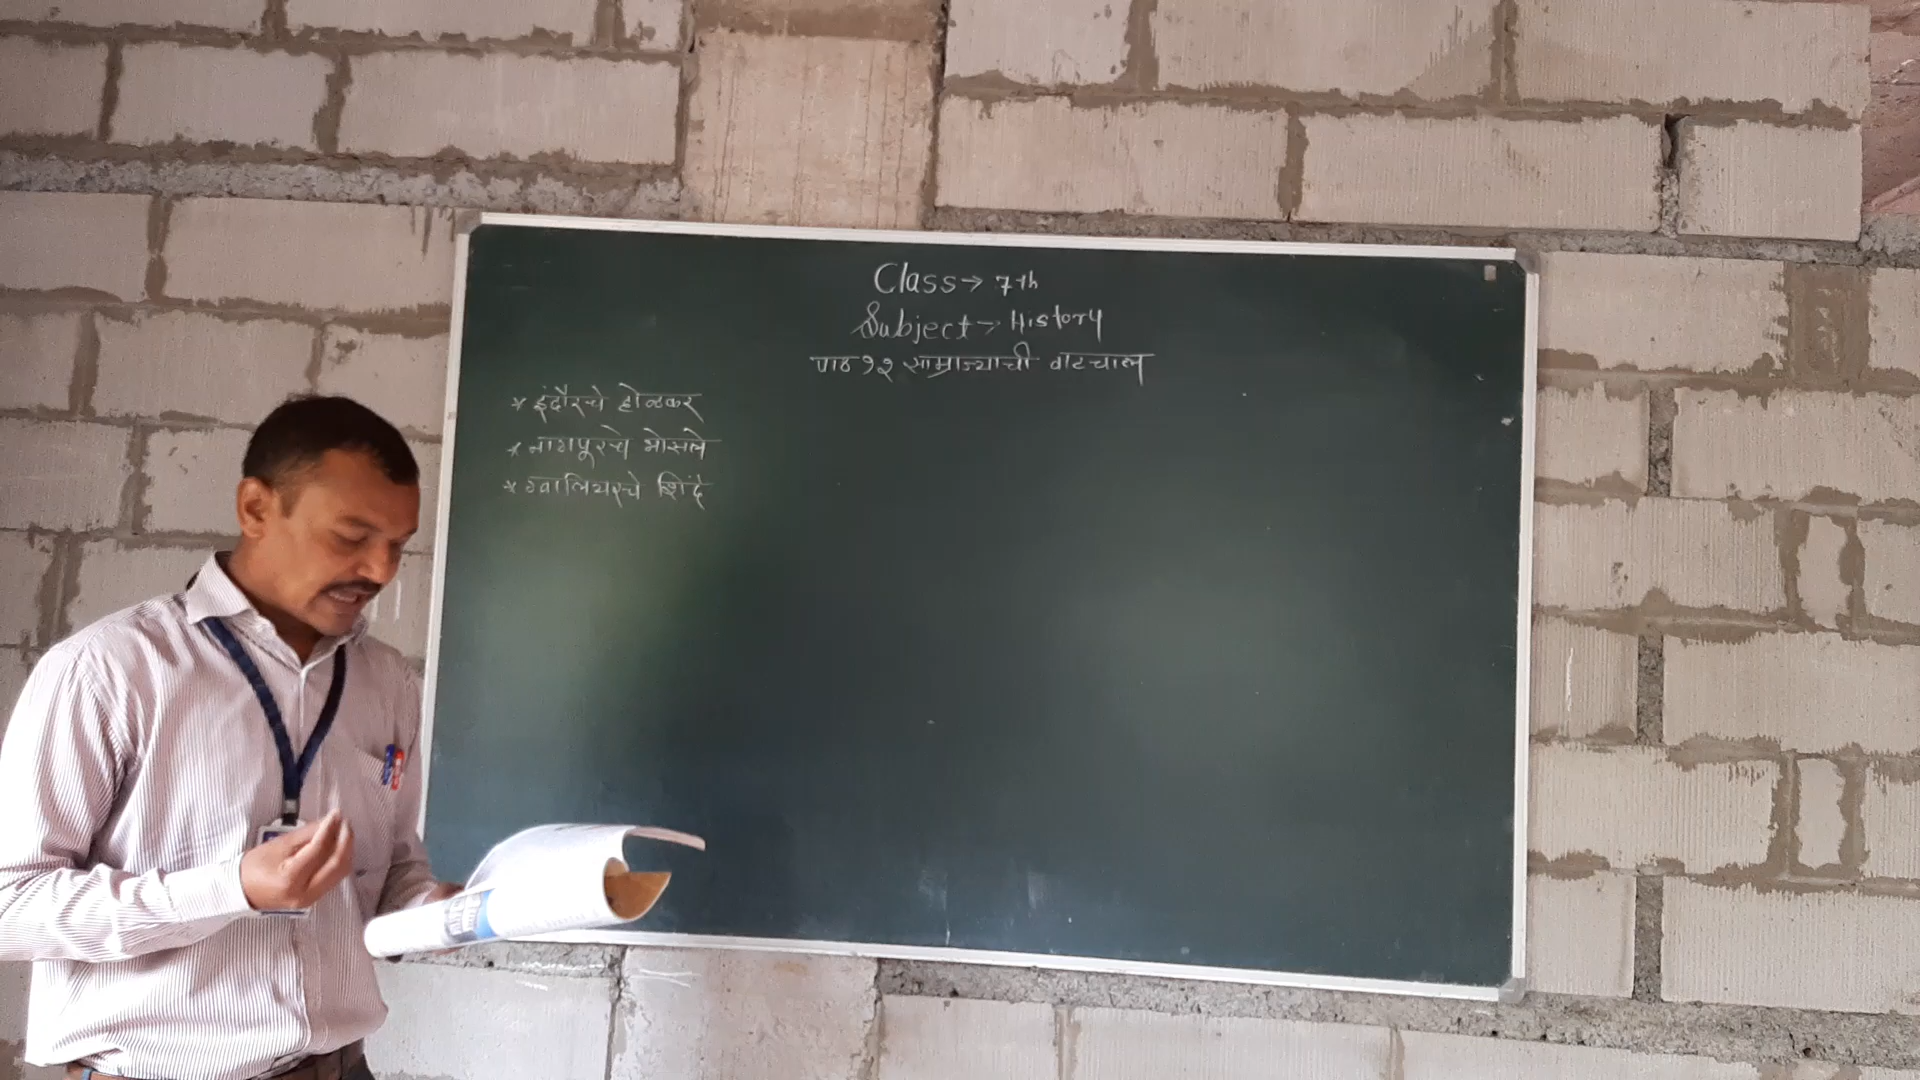 Class → 7th
Subject → History
पाठ १२ साम्राज्याची वाटचाल
* इंदौरचे होळकर
* नागपूरचे भोसले
* ग्वालियरचे शिंदे